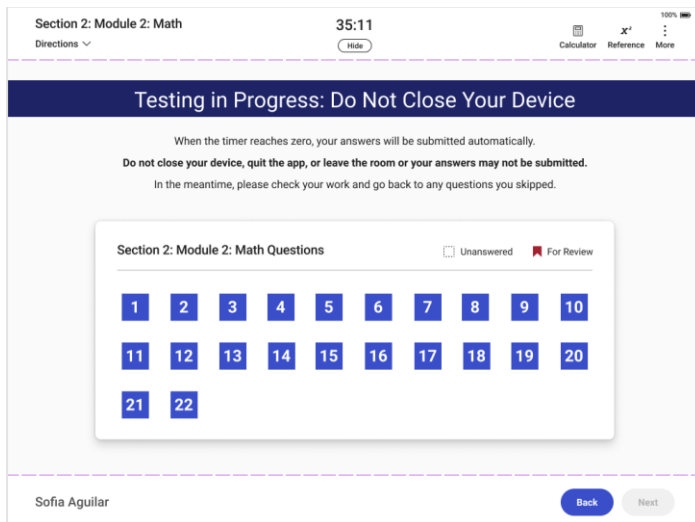 Section 2: Module 2: Math
35:11
100%
Directions
Hide
Calculator
x²
Reference
More
Testing in Progress: Do Not Close Your Device
When the timer reaches zero, your answers will be submitted automatically.
Do not close your device, quit the app, or leave the room or your answers may not be submitted.
In the meantime, please check your work and go back to any questions you skipped.
Section 2: Module 2: Math Questions
Unanswered
For Review
1 2 3 4 5 6 7 8 9 10
11 12 13 14 15 16 17 18 19 20
21 22
Sofia Aguilar
Back
Next